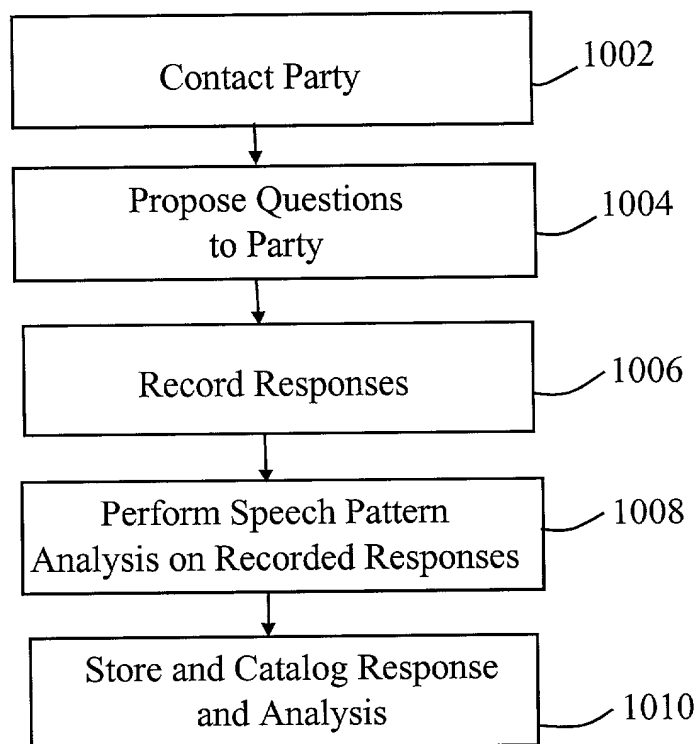 Contact Party
1002
Propose Questions
to Party
1004
Record Responses
1006
Perform Speech Pattern
Analysis on Recorded Responses
1008
Store and Catalog Response
and Analysis
1010